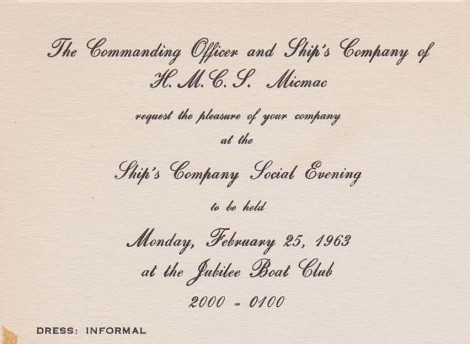 The Commanding Officer and Ship's Company of
H. M. C. S. Micmac
request the pleasure of your company
at the
Ship's Company Social Evening
to be held
Monday, February 25, 1963
at the Jubilee Boat Club
2000 - 0100
DRESS: INFORMAL